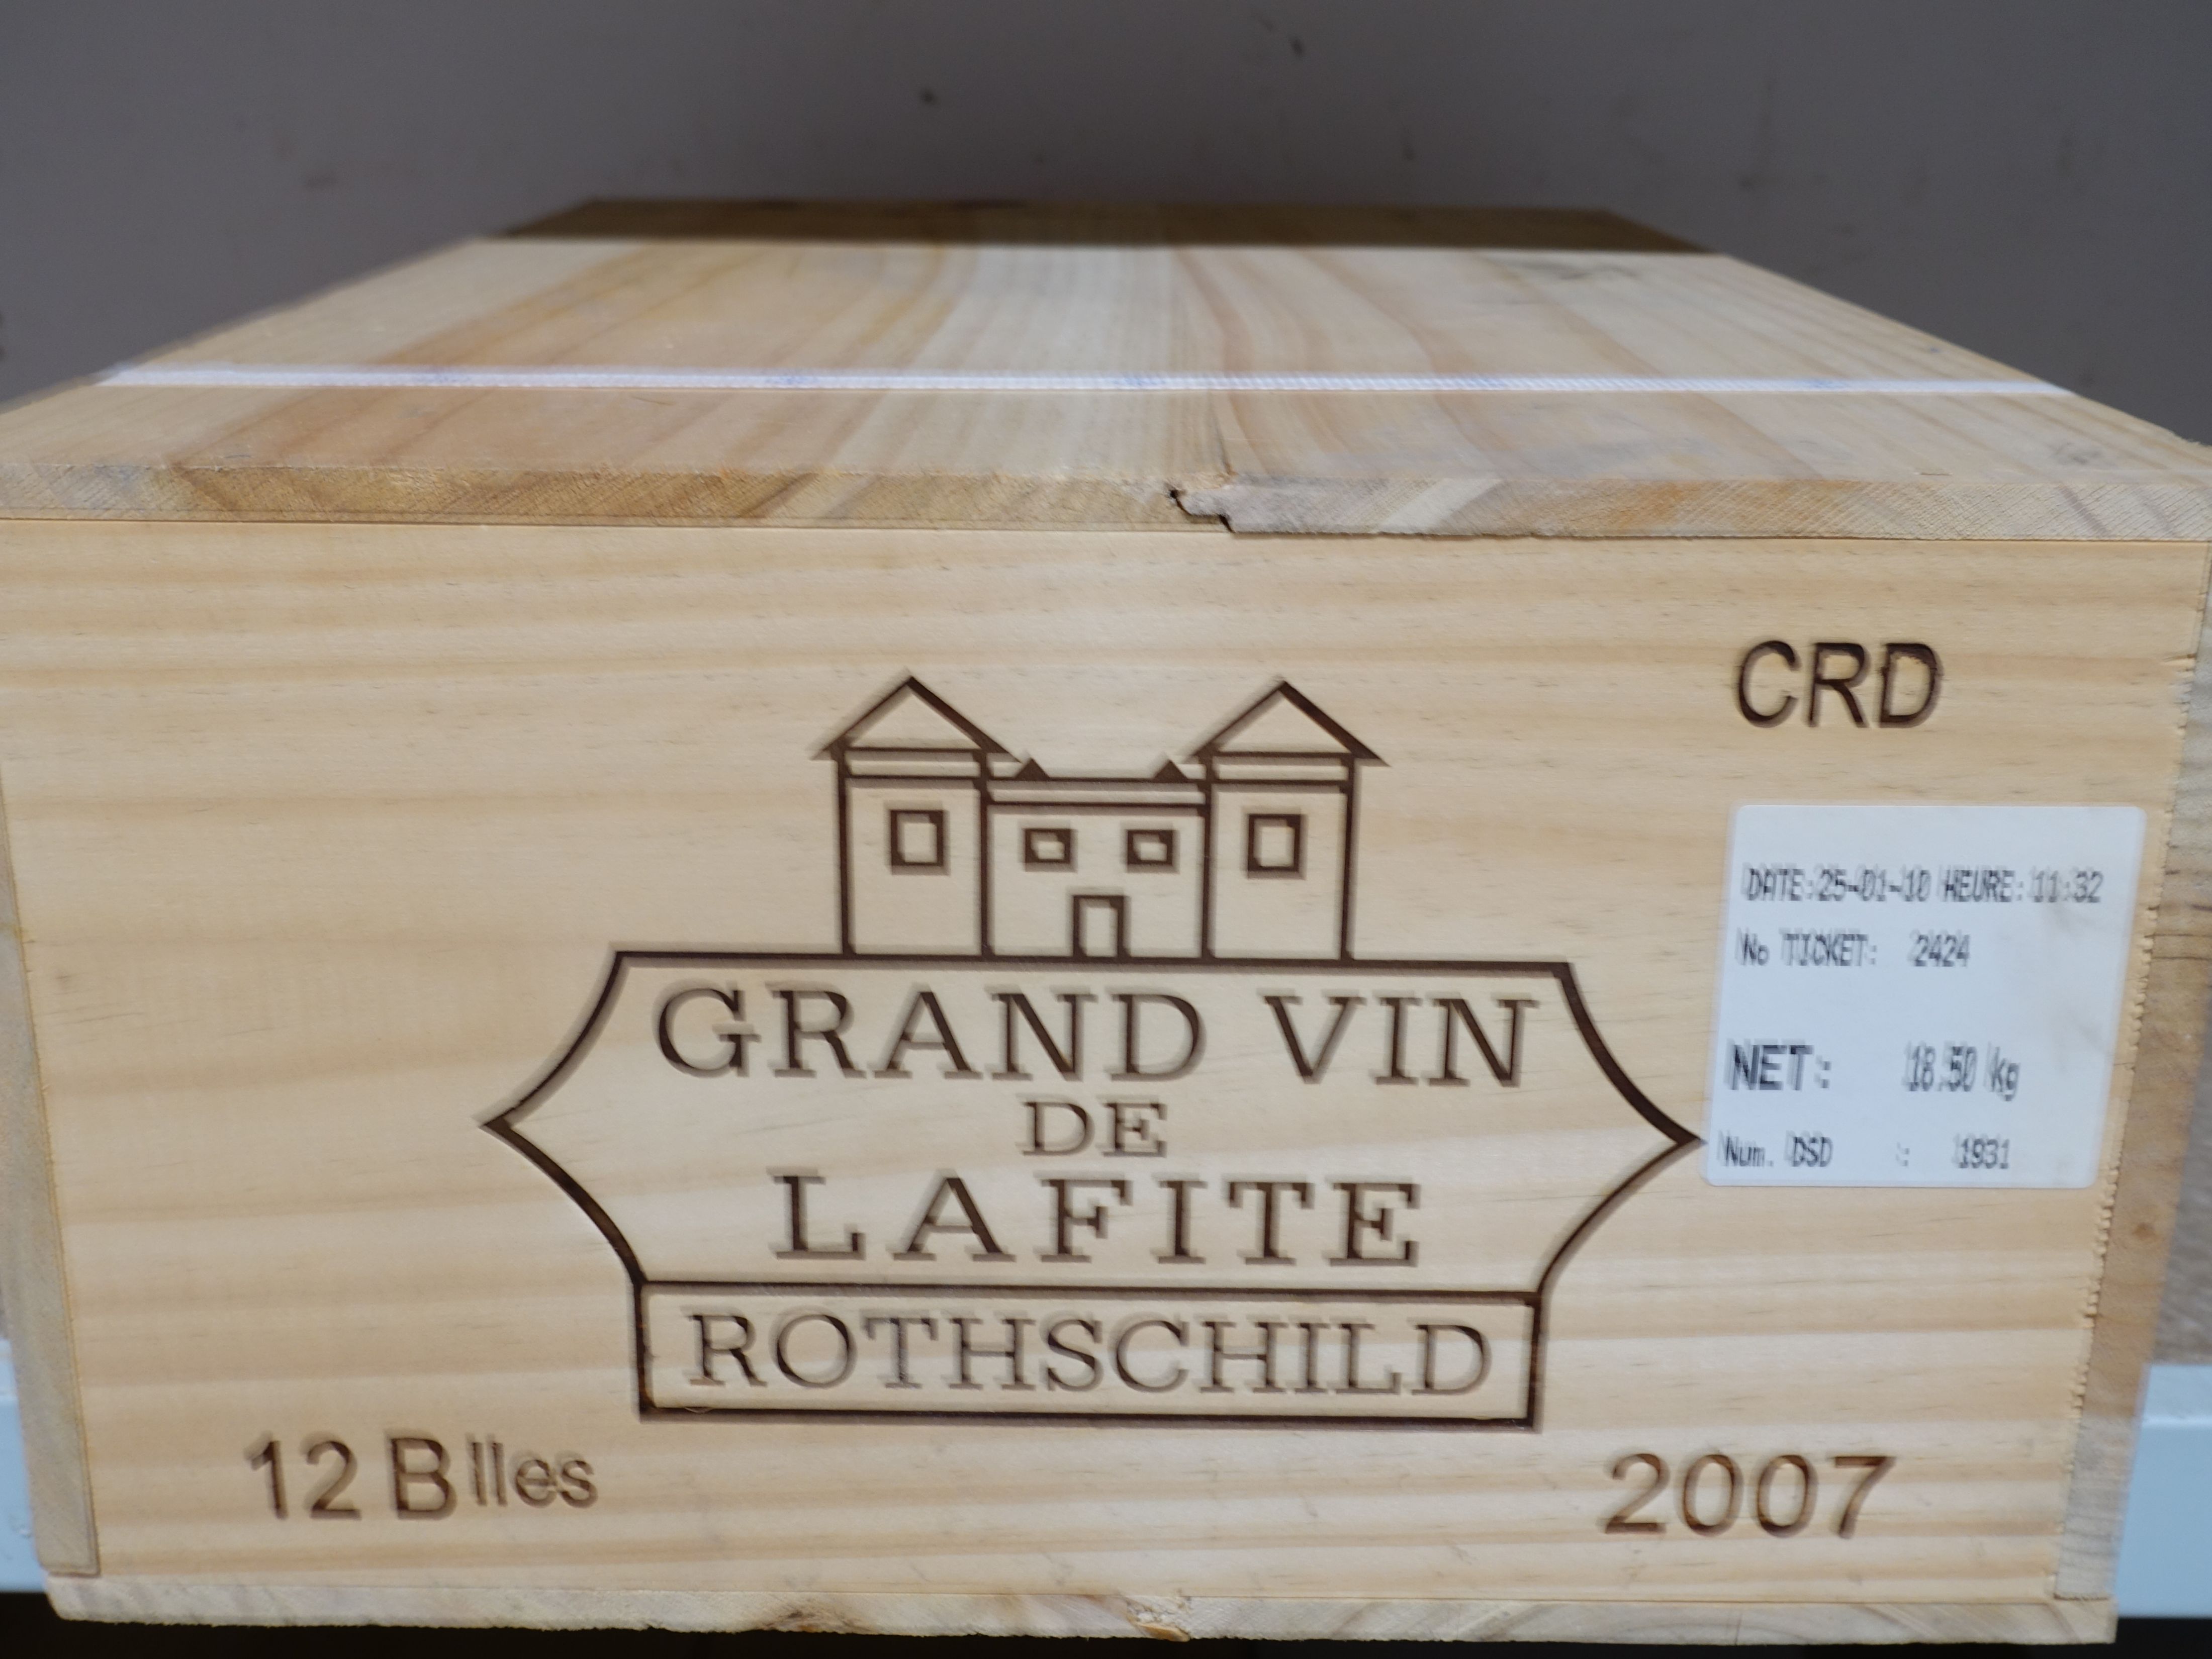 CRD
DATE:25-01-10 HEURE:11:32
No TICKET: 2424
NET: 18.50 kg
Num. DSD : 1931
GRAND VIN
DE
LAFITE
ROTHSCHILD
12 Blles
2007